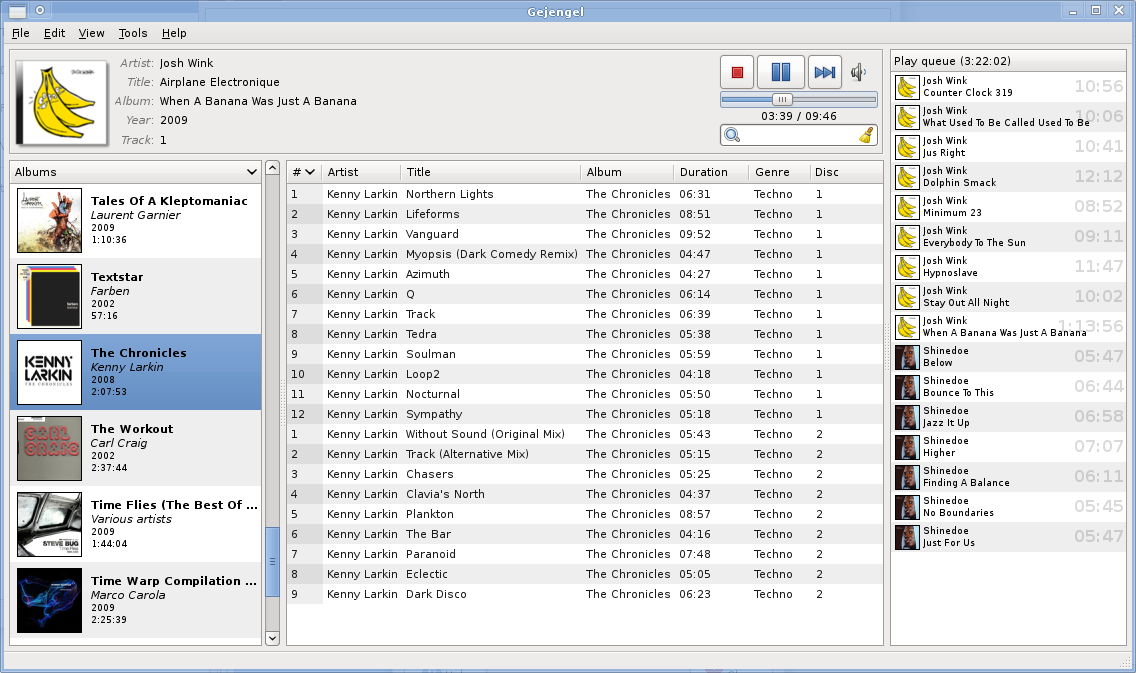 Gejengel
File Edit View Tools Help
Artist: Josh Wink
Title: Airplane Electronique
Album: When A Banana Was Just A Banana
Year: 2009
Track: 1
03:39 / 09:46
Albums
Tales Of A Kleptomaniac
Laurent Garnier
2009
1:10:36
Textstar
Farben
2002
57:16
KENNY
LARKIN
THE CHRONICLES
The Chronicles
Kenny Larkin
2008
2:07:53
The Workout
Carl Craig
2002
2:37:44
STEVE BUG
Time Flies (The Best Of ...
Various artists
2009
1:44:04
Time Warp Compilation ...
Marco Carola
2009
2:25:39
# Artist Title Album Duration Genre Disc
1 Kenny Larkin Northern Lights The Chronicles 06:31 Techno 1
2 Kenny Larkin Lifeforms The Chronicles 08:51 Techno 1
3 Kenny Larkin Vanguard The Chronicles 09:52 Techno 1
4 Kenny Larkin Myopsis (Dark Comedy Remix) The Chronicles 04:47 Techno 1
5 Kenny Larkin Azimuth The Chronicles 04:27 Techno 1
6 Kenny Larkin Q The Chronicles 06:14 Techno 1
7 Kenny Larkin Track The Chronicles 06:39 Techno 1
8 Kenny Larkin Tedra The Chronicles 05:38 Techno 1
9 Kenny Larkin Soulman The Chronicles 05:59 Techno 1
10 Kenny Larkin Loop2 The Chronicles 04:18 Techno 1
11 Kenny Larkin Nocturnal The Chronicles 05:50 Techno 1
12 Kenny Larkin Sympathy The Chronicles 05:18 Techno 1
1 Kenny Larkin Without Sound (Original Mix) The Chronicles 05:43 Techno 2
2 Kenny Larkin Track (Alternative Mix) The Chronicles 05:15 Techno 2
3 Kenny Larkin Chasers The Chronicles 05:25 Techno 2
4 Kenny Larkin Clavia's North The Chronicles 04:37 Techno 2
5 Kenny Larkin Plankton The Chronicles 08:57 Techno 2
6 Kenny Larkin The Bar The Chronicles 04:16 Techno 2
7 Kenny Larkin Paranoid The Chronicles 07:48 Techno 2
8 Kenny Larkin Eclectic The Chronicles 05:05 Techno 2
9 Kenny Larkin Dark Disco The Chronicles 06:23 Techno 2
Play queue (3:22:02)
Josh Wink
Counter Clock 319 10:56
Josh Wink
What Used To Be Called Used To Be 10:06
Josh Wink
Jus Right 10:41
Josh Wink
Dolphin Smack 12:12
Josh Wink
Minimum 23 08:52
Josh Wink
Everybody To The Sun 09:11
Josh Wink
Hypnoslave 11:47
Josh Wink
Stay Out All Night 10:02
Josh Wink
When A Banana Was Just A Banana 1:13:56
Shinedoe
Below 05:47
Shinedoe
Bounce To This 06:44
Shinedoe
Jazz It Up 06:58
Shinedoe
Higher 07:07
Shinedoe
Finding A Balance 06:11
Shinedoe
No Boundaries 05:45
Shinedoe
Just For Us 05:47